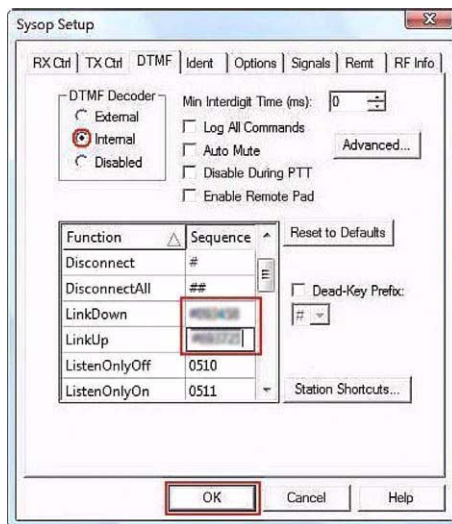 Sysop Setup
RX Ctrl TX Ctrl DTMF Ident Options Signals Remt RF Info
DTMF Decoder
External
Internal
Disabled
Min Interdigit Time (ms): 0
Log All Commands
Auto Mute
Disable During PTT
Enable Remote Pad
Advanced...
Function Sequence
Disconnect #
DisconnectAll ##
LinkDown
LinkUp
ListenOnlyOff 0510
ListenOnlyOn 0511
Reset to Defaults
Dead-Key Prefix:
#
Station Shortcuts...
OK Cancel Help